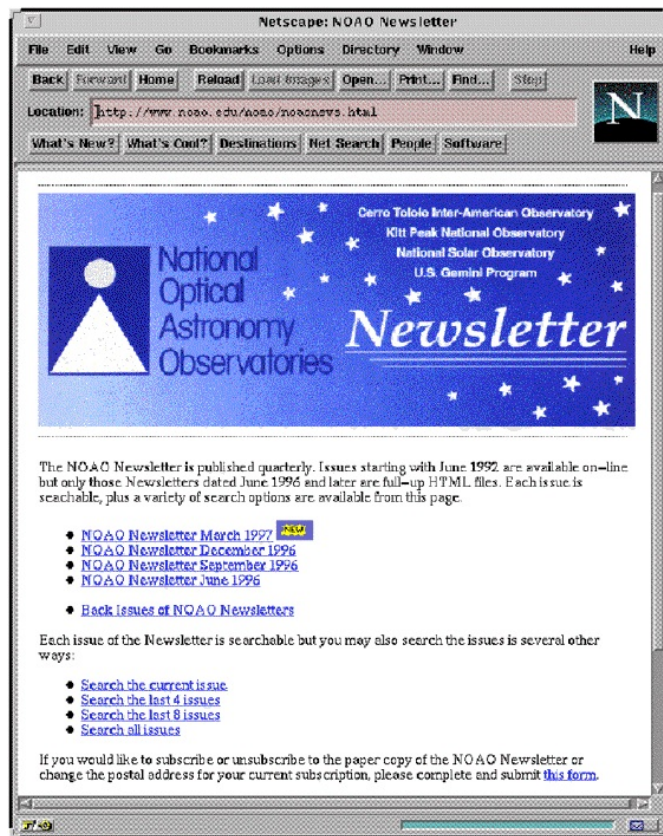 Netscape: NOAO Newsletter
File Edit View Go Bookmarks Options Directory Window Help
Back Forward Home Reload Load Images Open... Print... Find... Stop
Location: http://www.noao.edu/noao/noaonews.html
N
What's New? What's Cool? Destinations Net Search People Software
Cerro Tololo Inter-American Observatory
Kitt Peak National Observatory
National Solar Observatory
U.S. Gemini Program
National
Optical
Astronomy
Observatories
Newsletter
The NOAO Newsletter is published quarterly. Issues starting with June 1992 are available on-line
but only those Newsletters dated June 1996 and later are full-up HTML files. Each issue is
seachable, plus a variety of search options are available from this page.
NOAO Newsletter March 1997 NEW
NOAO Newsletter December 1996
NOAO Newsletter September 1996
NOAO Newsletter June 1996
Back Issues of NOAO Newsletters
Each issue of the Newsletter is searchable but you may also search the issues is several other
ways:
Search the current issue
Search the last 4 issues
Search the last 8 issues
Search all issues
If you would like to subscribe or unsubscribe to the paper copy of the NOAO Newsletter or
change the postal address for your current subscription, please complete and submit this form.